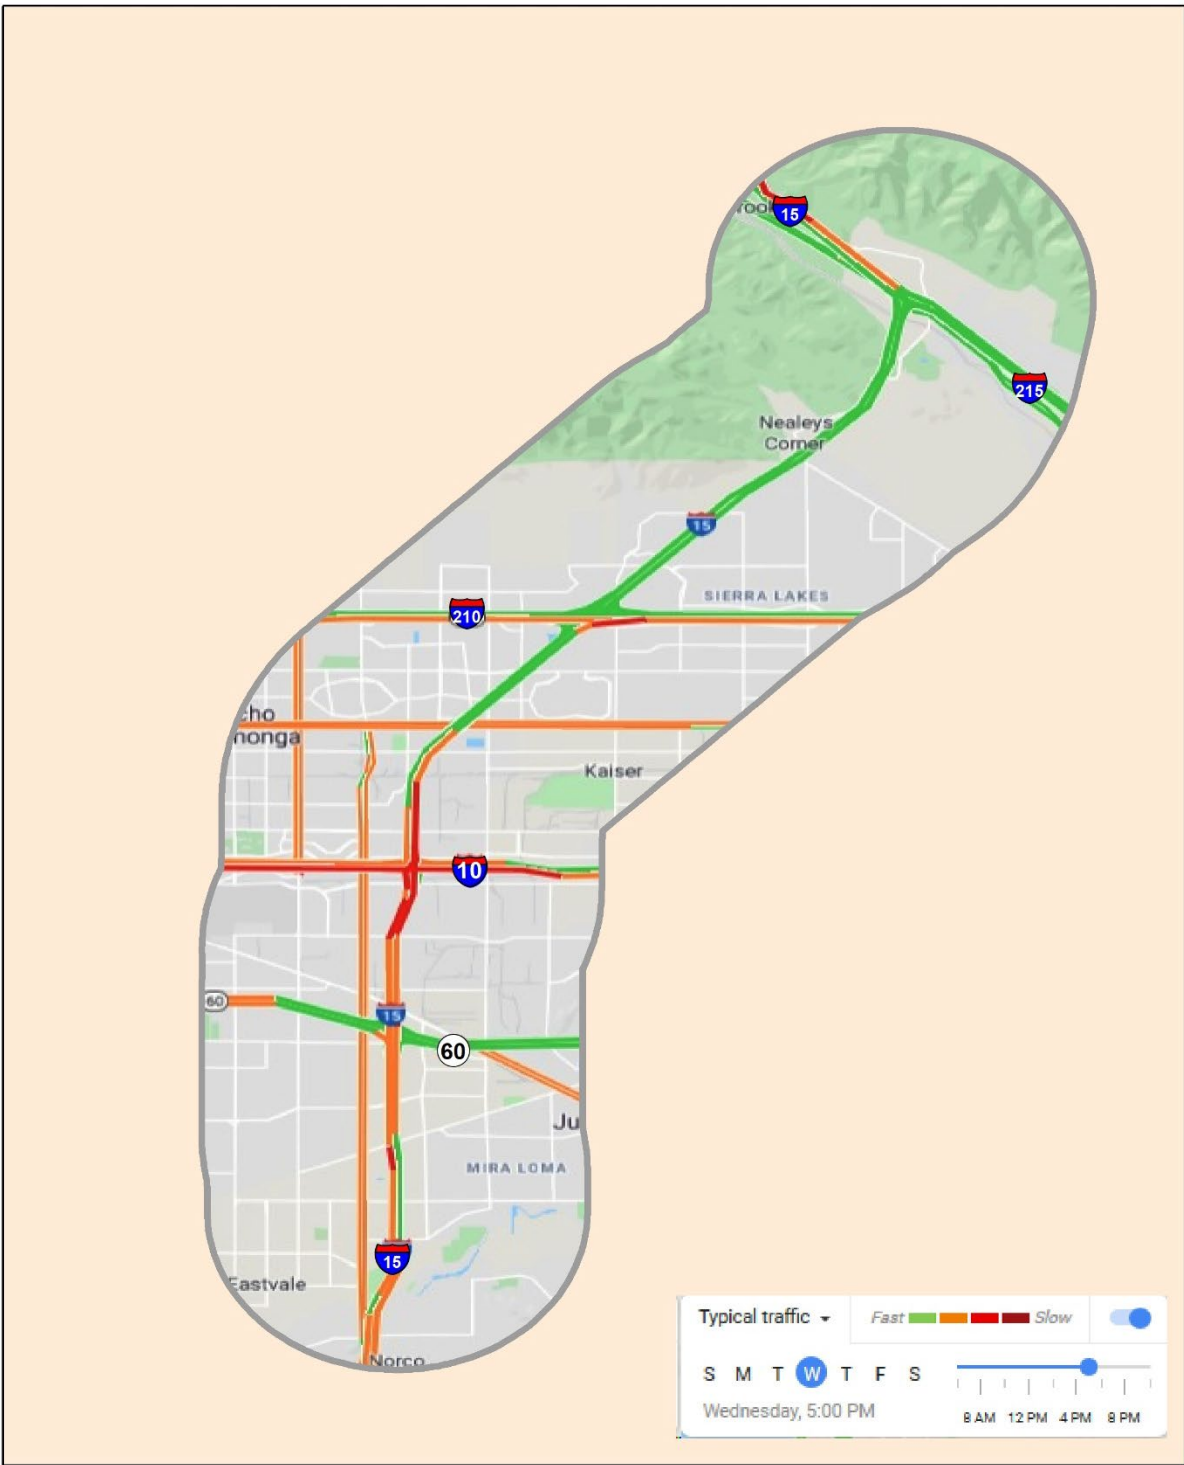 15
215
Nealeys
Corner
15
SIERRA LAKES
210
cho
nonga
Kaiser
10
60
15
60
Ju
MIRA LOMA
15
Eastvale
Norco
Typical traffic
Fast
Slow
S M T W T F S
Wednesday, 5:00 PM
8 AM 12 PM 4 PM 8 PM